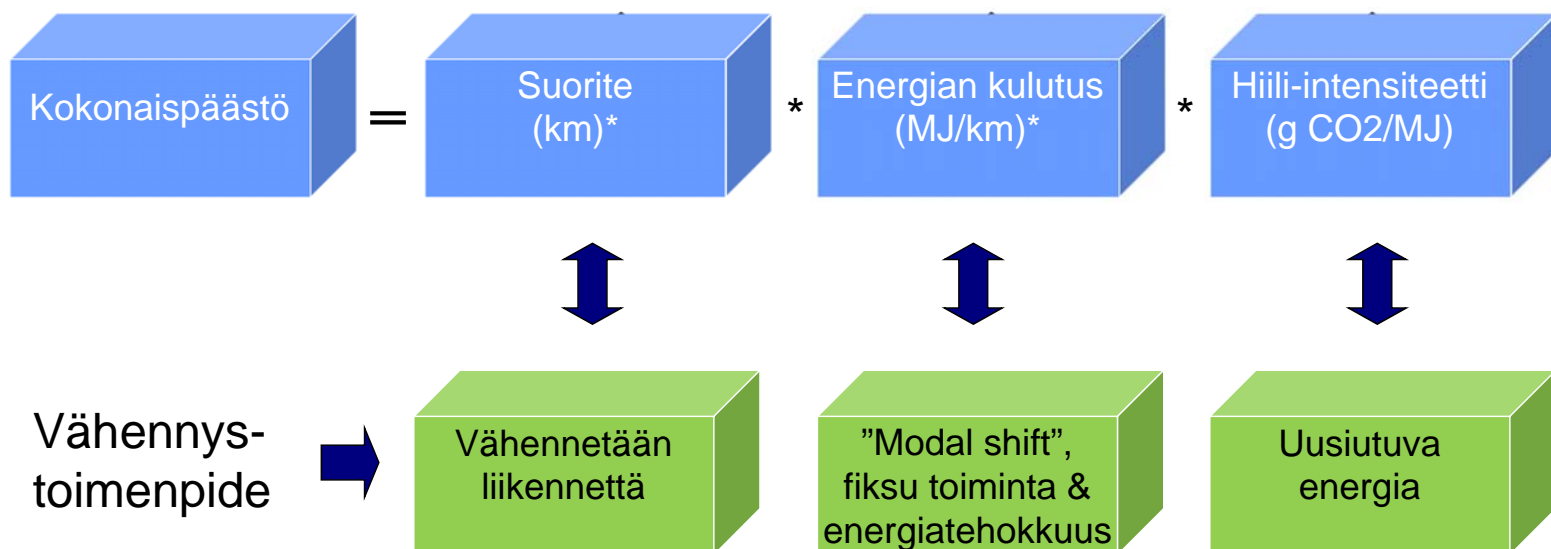 Kokonaispäästö
=
Suorite
(km)*
*
Energian kulutus
(MJ/km)*
*
Hiili-intensiteetti
(g CO2/MJ)
Vähennys-
toimenpide
Vähennetään
liikennettä
”Modal shift”,
fiksu toiminta &
energiatehokkuus
Uusiutuva
energia